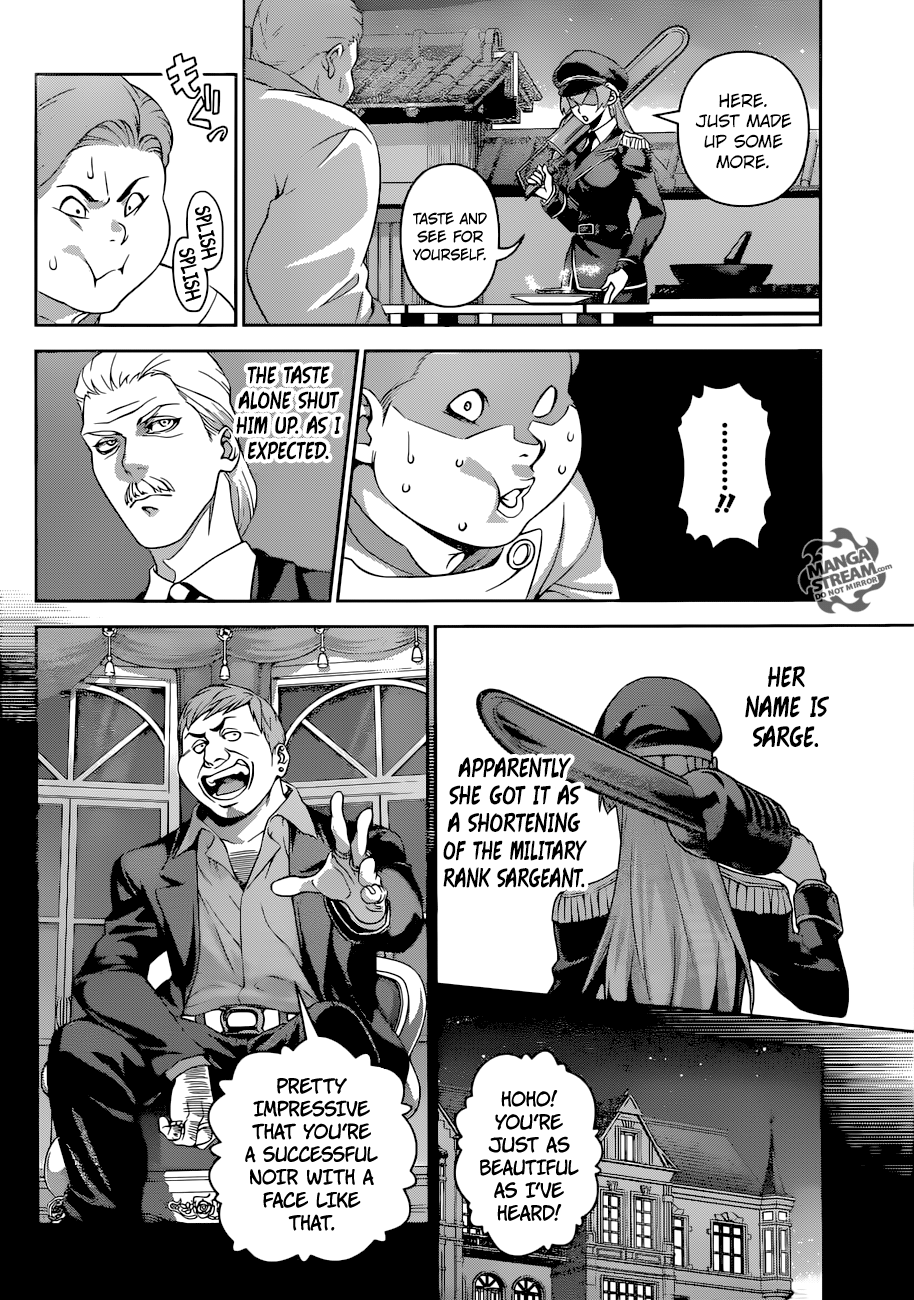 HERE.
JUST MADE
UP SOME
MORE.
TASTE AND
SEE FOR
YOURSELF.
もぐっ
SPLISH
SPLISH
.........!!
THE TASTE
ALONE SHUT
HIM UP. AS I
EXPECTED.
MANGA
STREAM.com
DO NOT MIRROR
HER
NAME IS
SARGE.
APPARENTLY
SHE GOT IT AS
A SHORTENING
OF THE MILITARY
RANK SARGEANT.
HOHO!
YOU'RE
JUST AS
BEAUTIFUL
AS I'VE
HEARD!
PRETTY
IMPRESSIVE
THAT YOU'RE
A SUCCESSFUL
NOIR WITH A
FACE LIKE
THAT.